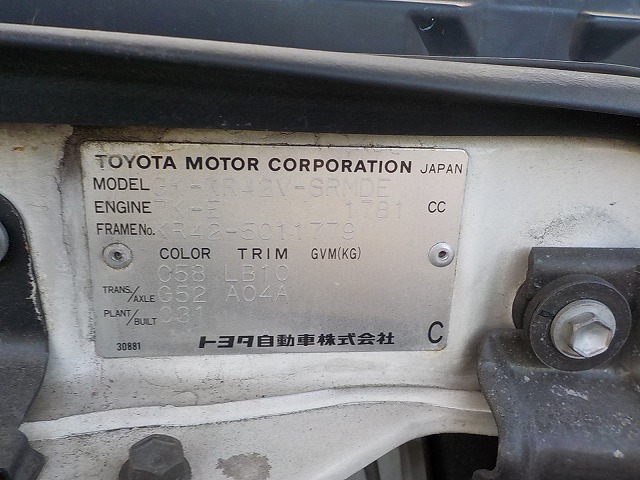 TOYOTA MOTOR CORPORATION JAPAN
MODEL GK-KR42V-SRMDE
ENGINE 7K-E 1781 CC
FRAME No. KR42-5011779
COLOR TRIM GVM(KG)
C58 LB10
TRANS./AXLE G52 A04A
PLANT/BUILT C31
30881 トヨタ自動車株式会社 C